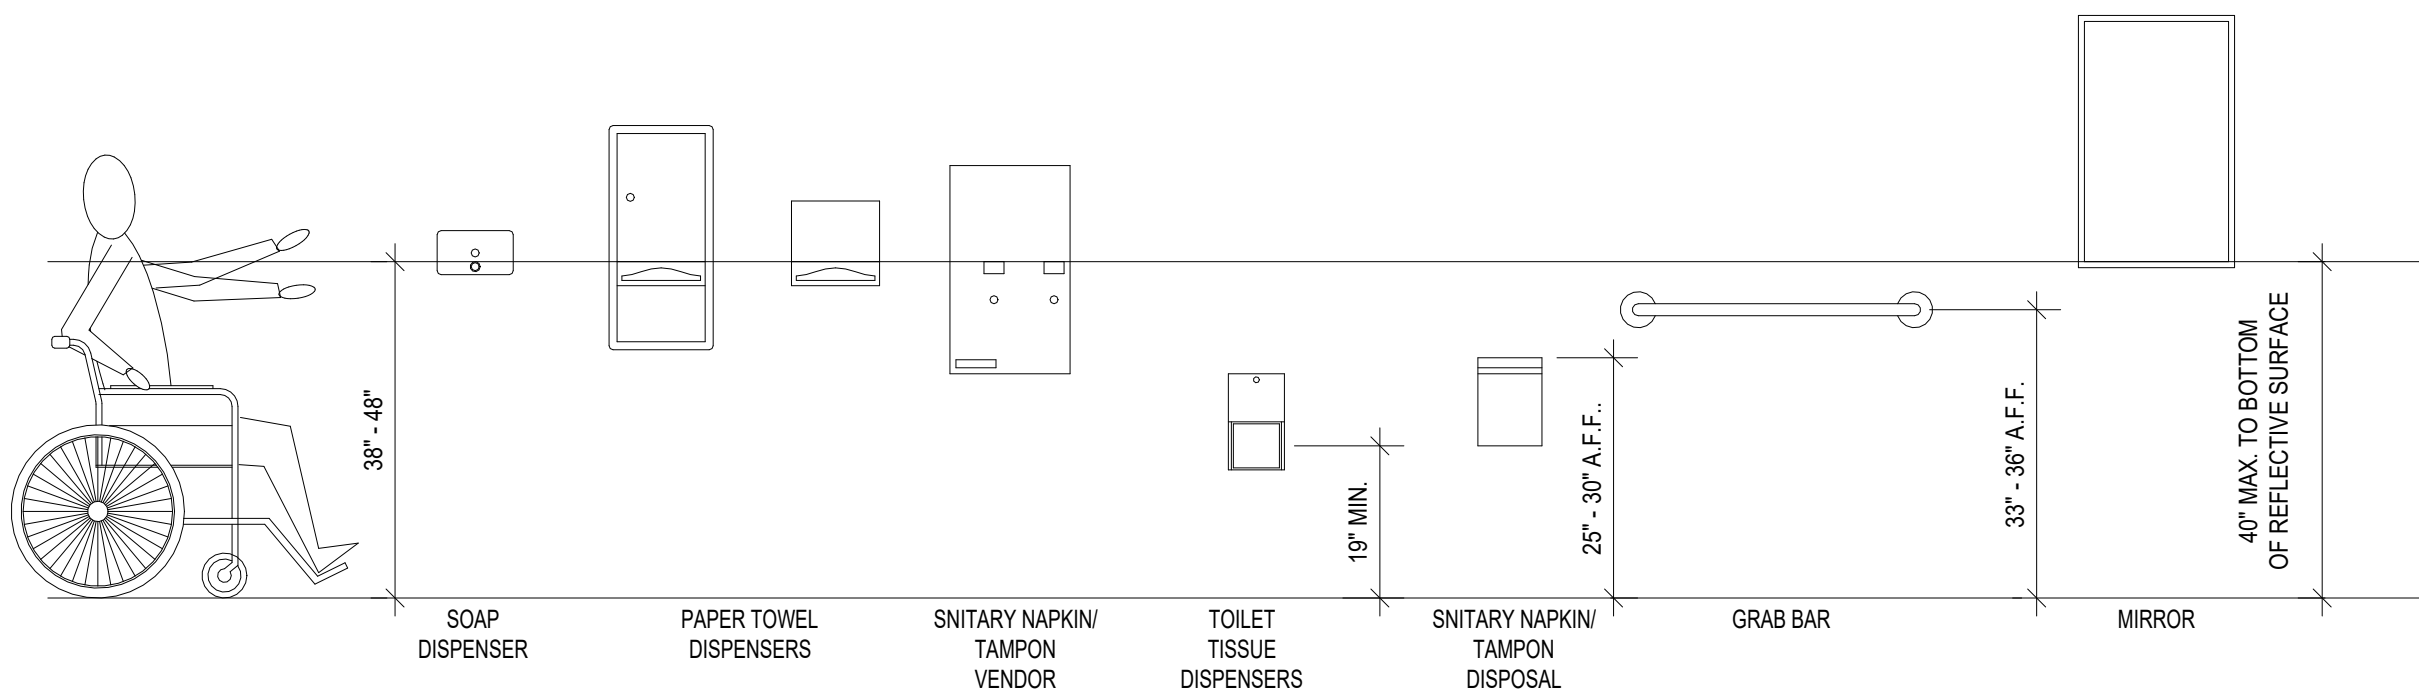 38" - 48"
19" MIN.
25" - 30" A.F.F..
33" - 36" A.F.F.
40" MAX. TO BOTTOM
OF REFLECTIVE SURFACE
SOAP
DISPENSER
PAPER TOWEL
DISPENSERS
SNITARY NAPKIN/
TAMPON
VENDOR
TOILET
TISSUE
DISPENSERS
SNITARY NAPKIN/
TAMPON
DISPOSAL
GRAB BAR
MIRROR